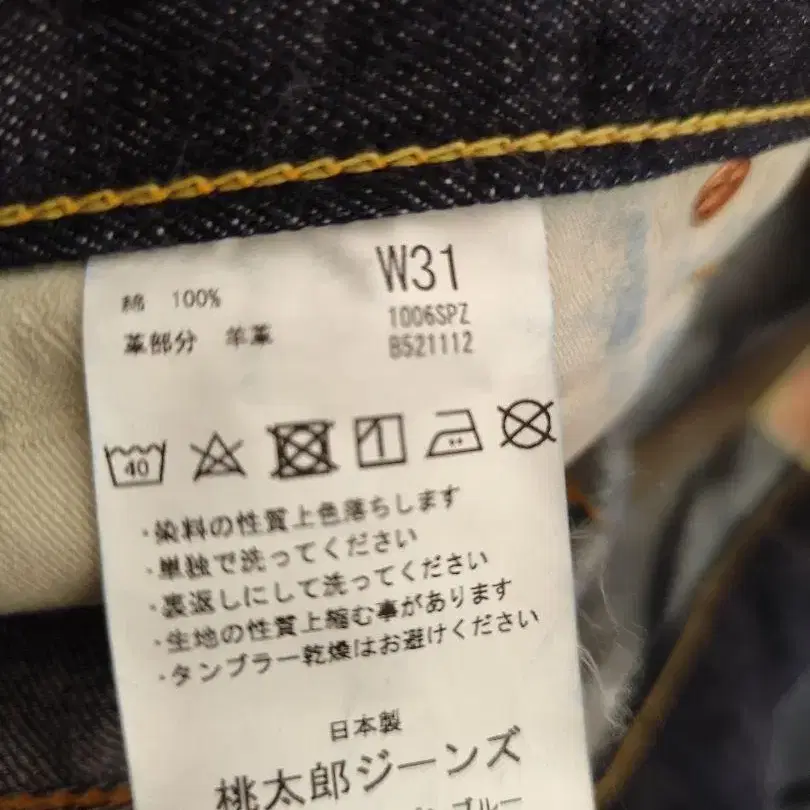 綿 100%
革部分 羊革
W31
1006SPZ
B521112
40
・染料の性質上色落ちします
・単独で洗ってください
・裏返しにして洗ってください
・生地の性質上縮む事があります
・タンブラー乾燥はお避けください
日本製
桃太郎ジーンズ
ブルー